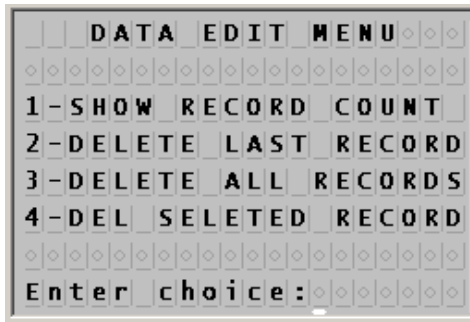 DATA EDIT MENU
1-SHOW RECORD COUNT
2-DELETE LAST RECORD
3-DELETE ALL RECORDS
4-DEL SELETED RECORD
Enter choice: